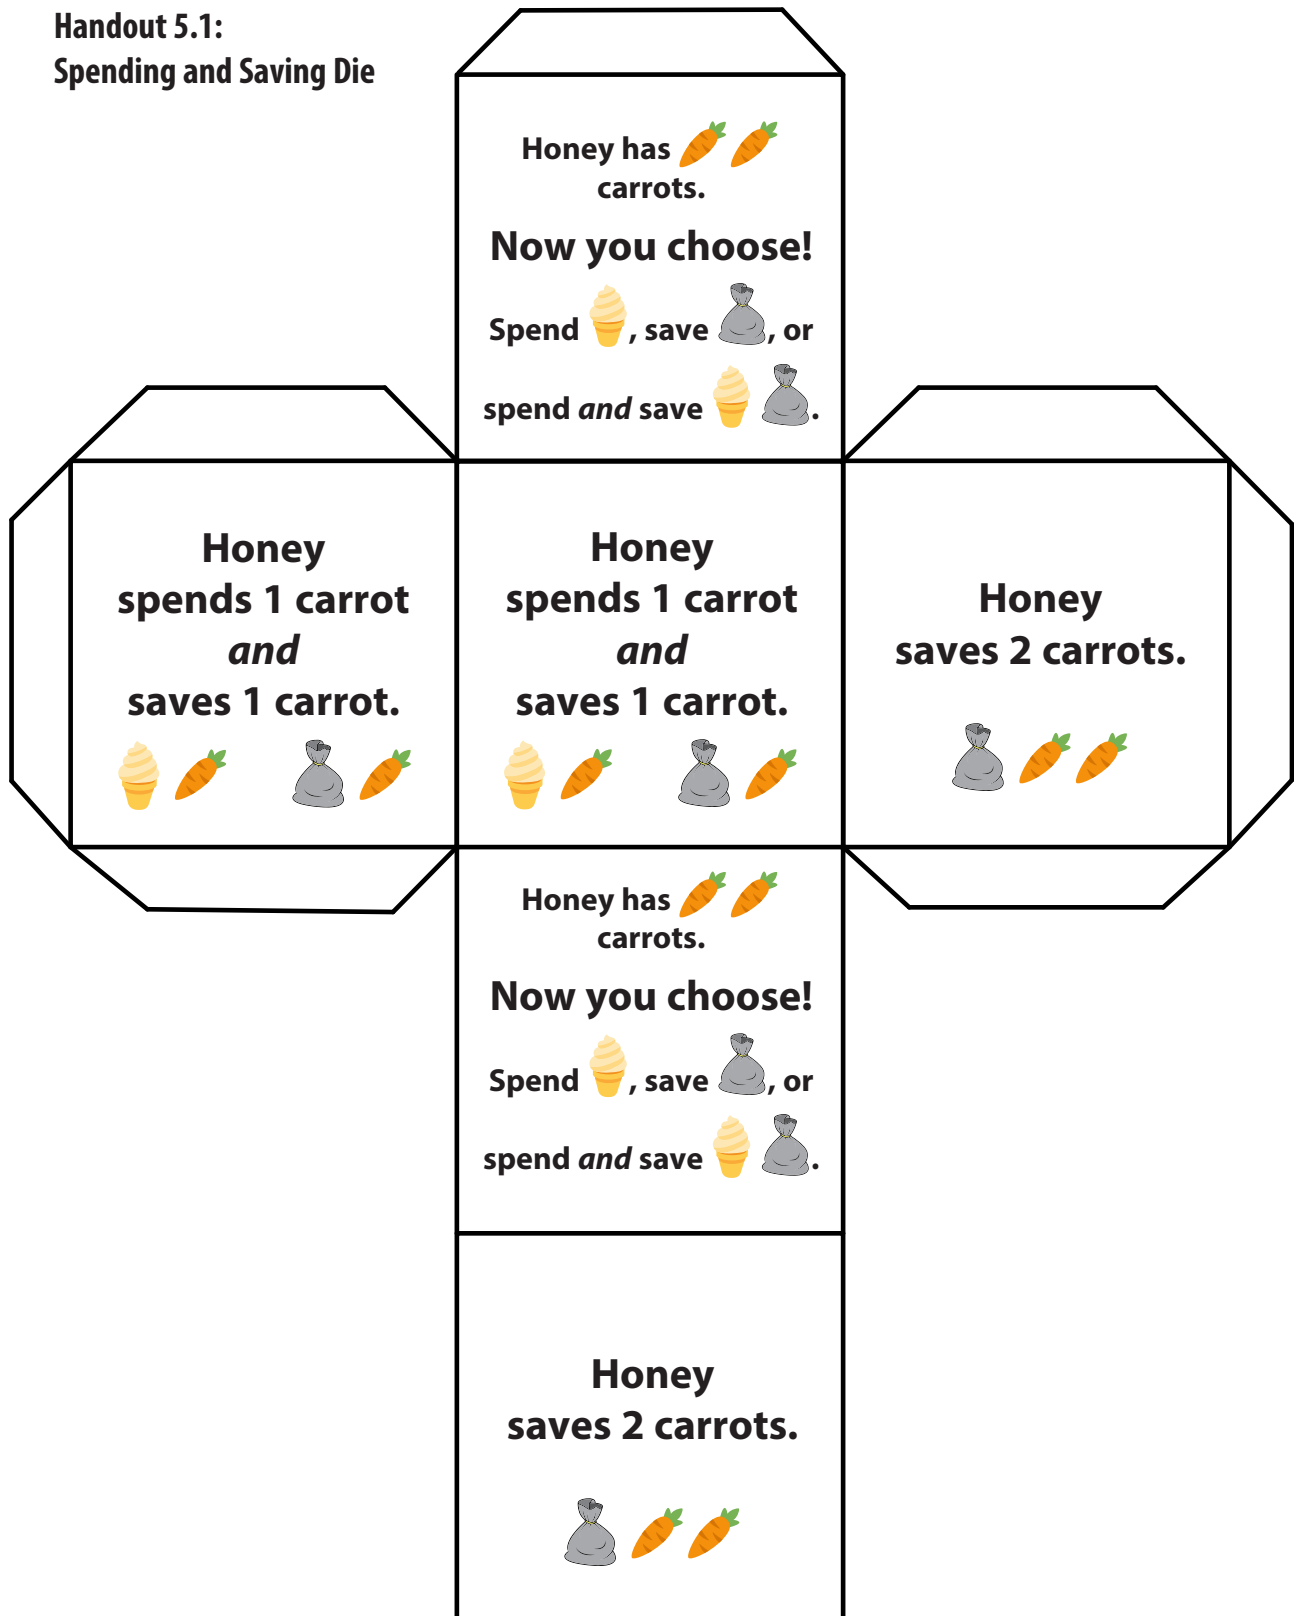 Handout 5.1:
Spending and Saving Die
Honey has
carrots.
Now you choose!
Spend , save , or
spend and save .
Honey
spends 1 carrot
and
saves 1 carrot.
Honey
spends 1 carrot
and
saves 1 carrot.
Honey
saves 2 carrots.
Honey has
carrots.
Now you choose!
Spend , save , or
spend and save .
Honey
saves 2 carrots.